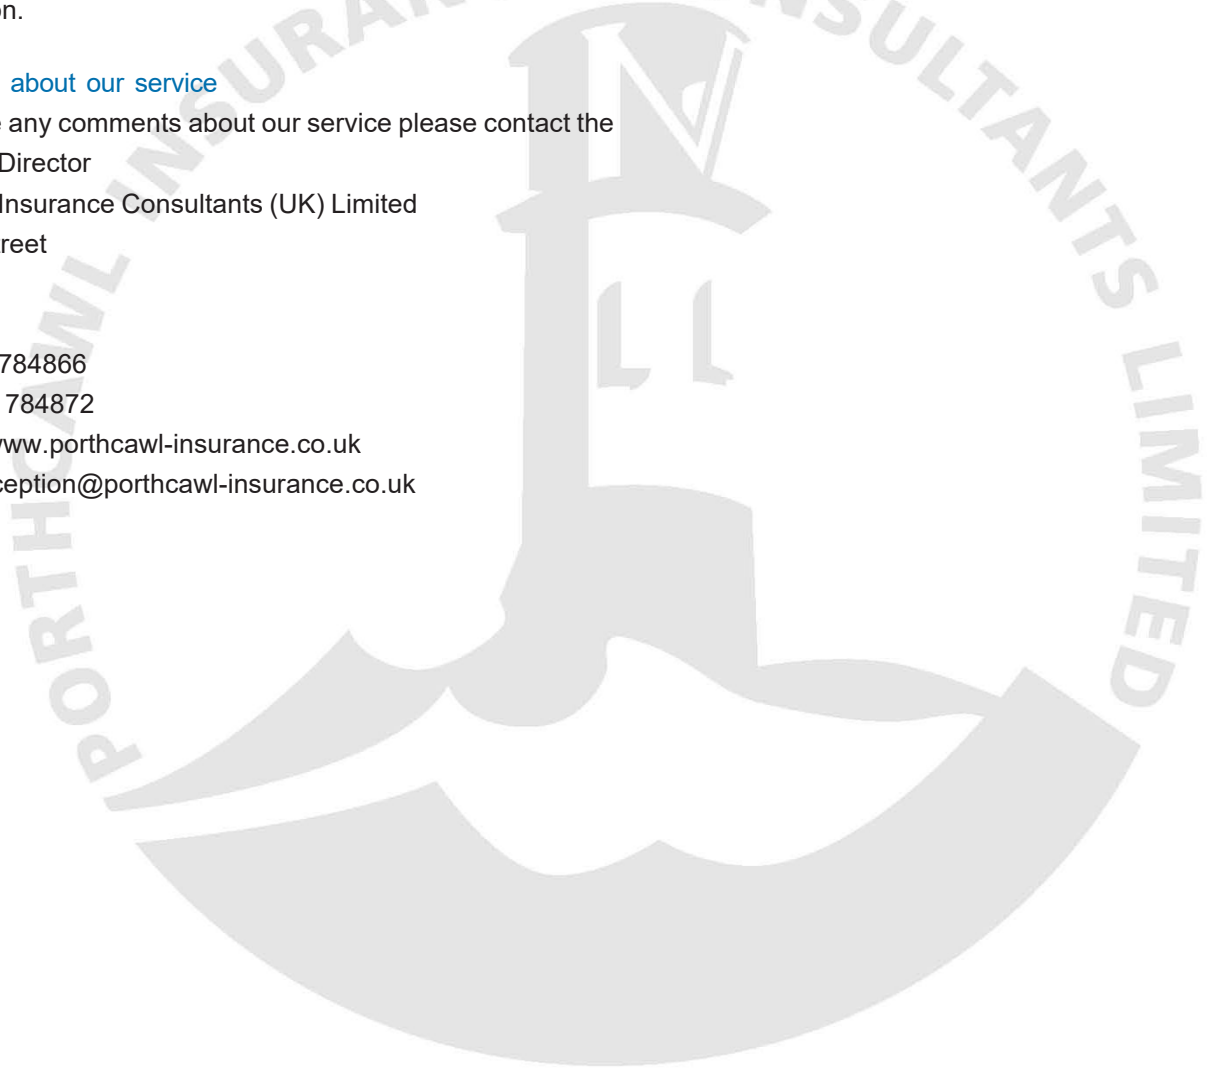 on.
about our service
e any comments about our service please contact the
Director
Insurance Consultants (UK) Limited
treet
784866
784872
www.porthcawl-insurance.co.uk
ception@porthcawl-insurance.co.uk
PORTHCAWL INSURANCE CONSULTANTS LIMITED